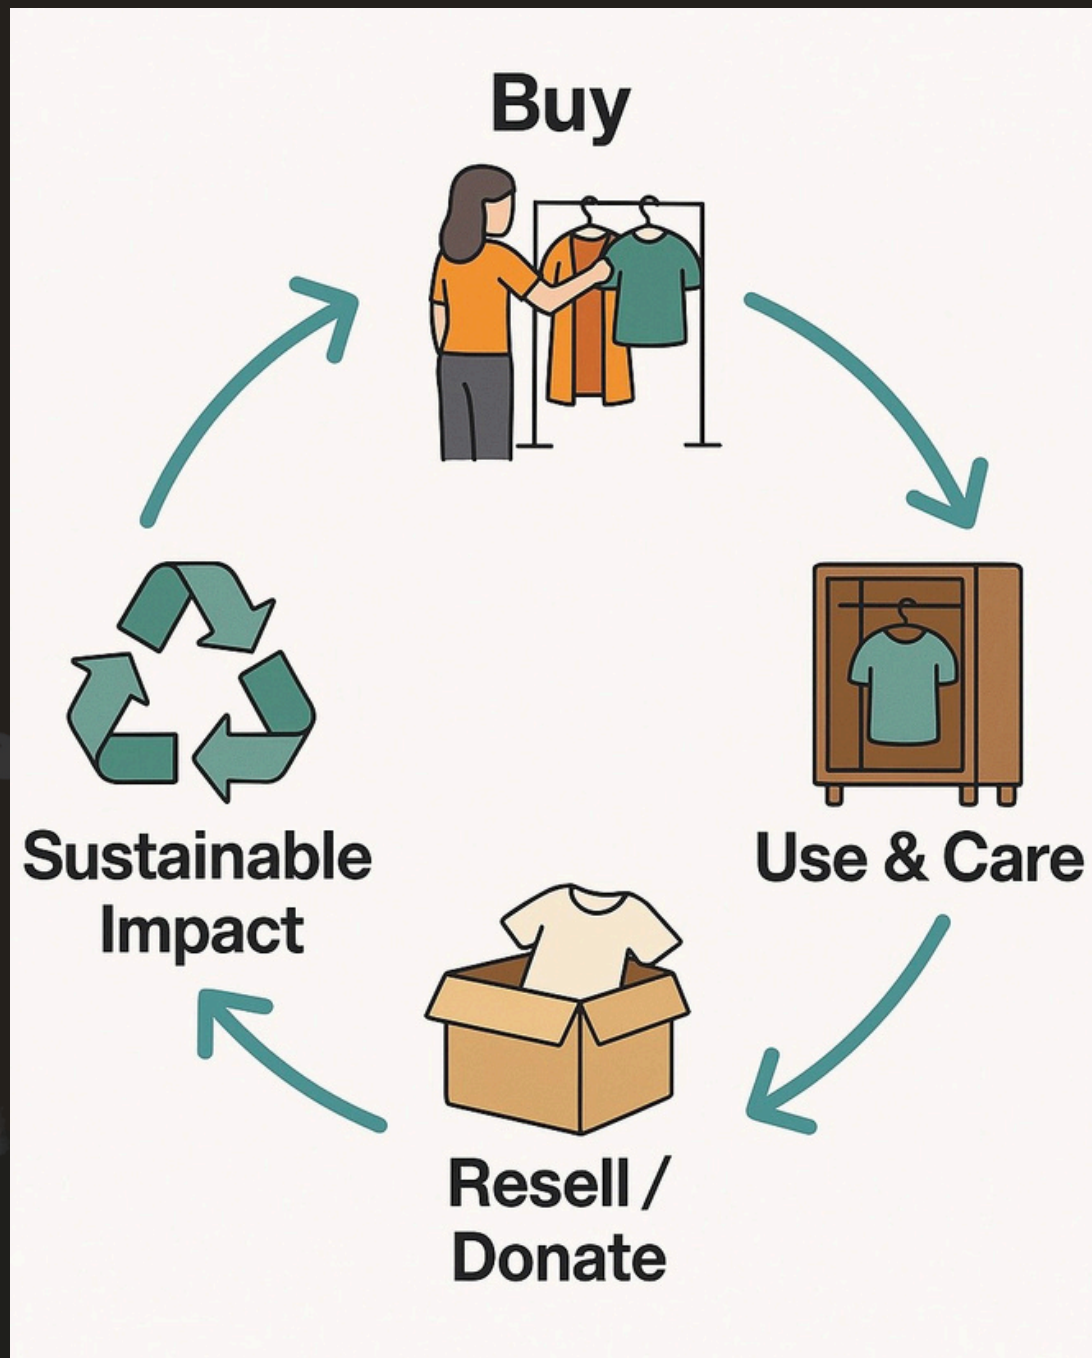 Buy
Use & Care
Resell /
Donate
Sustainable
Impact